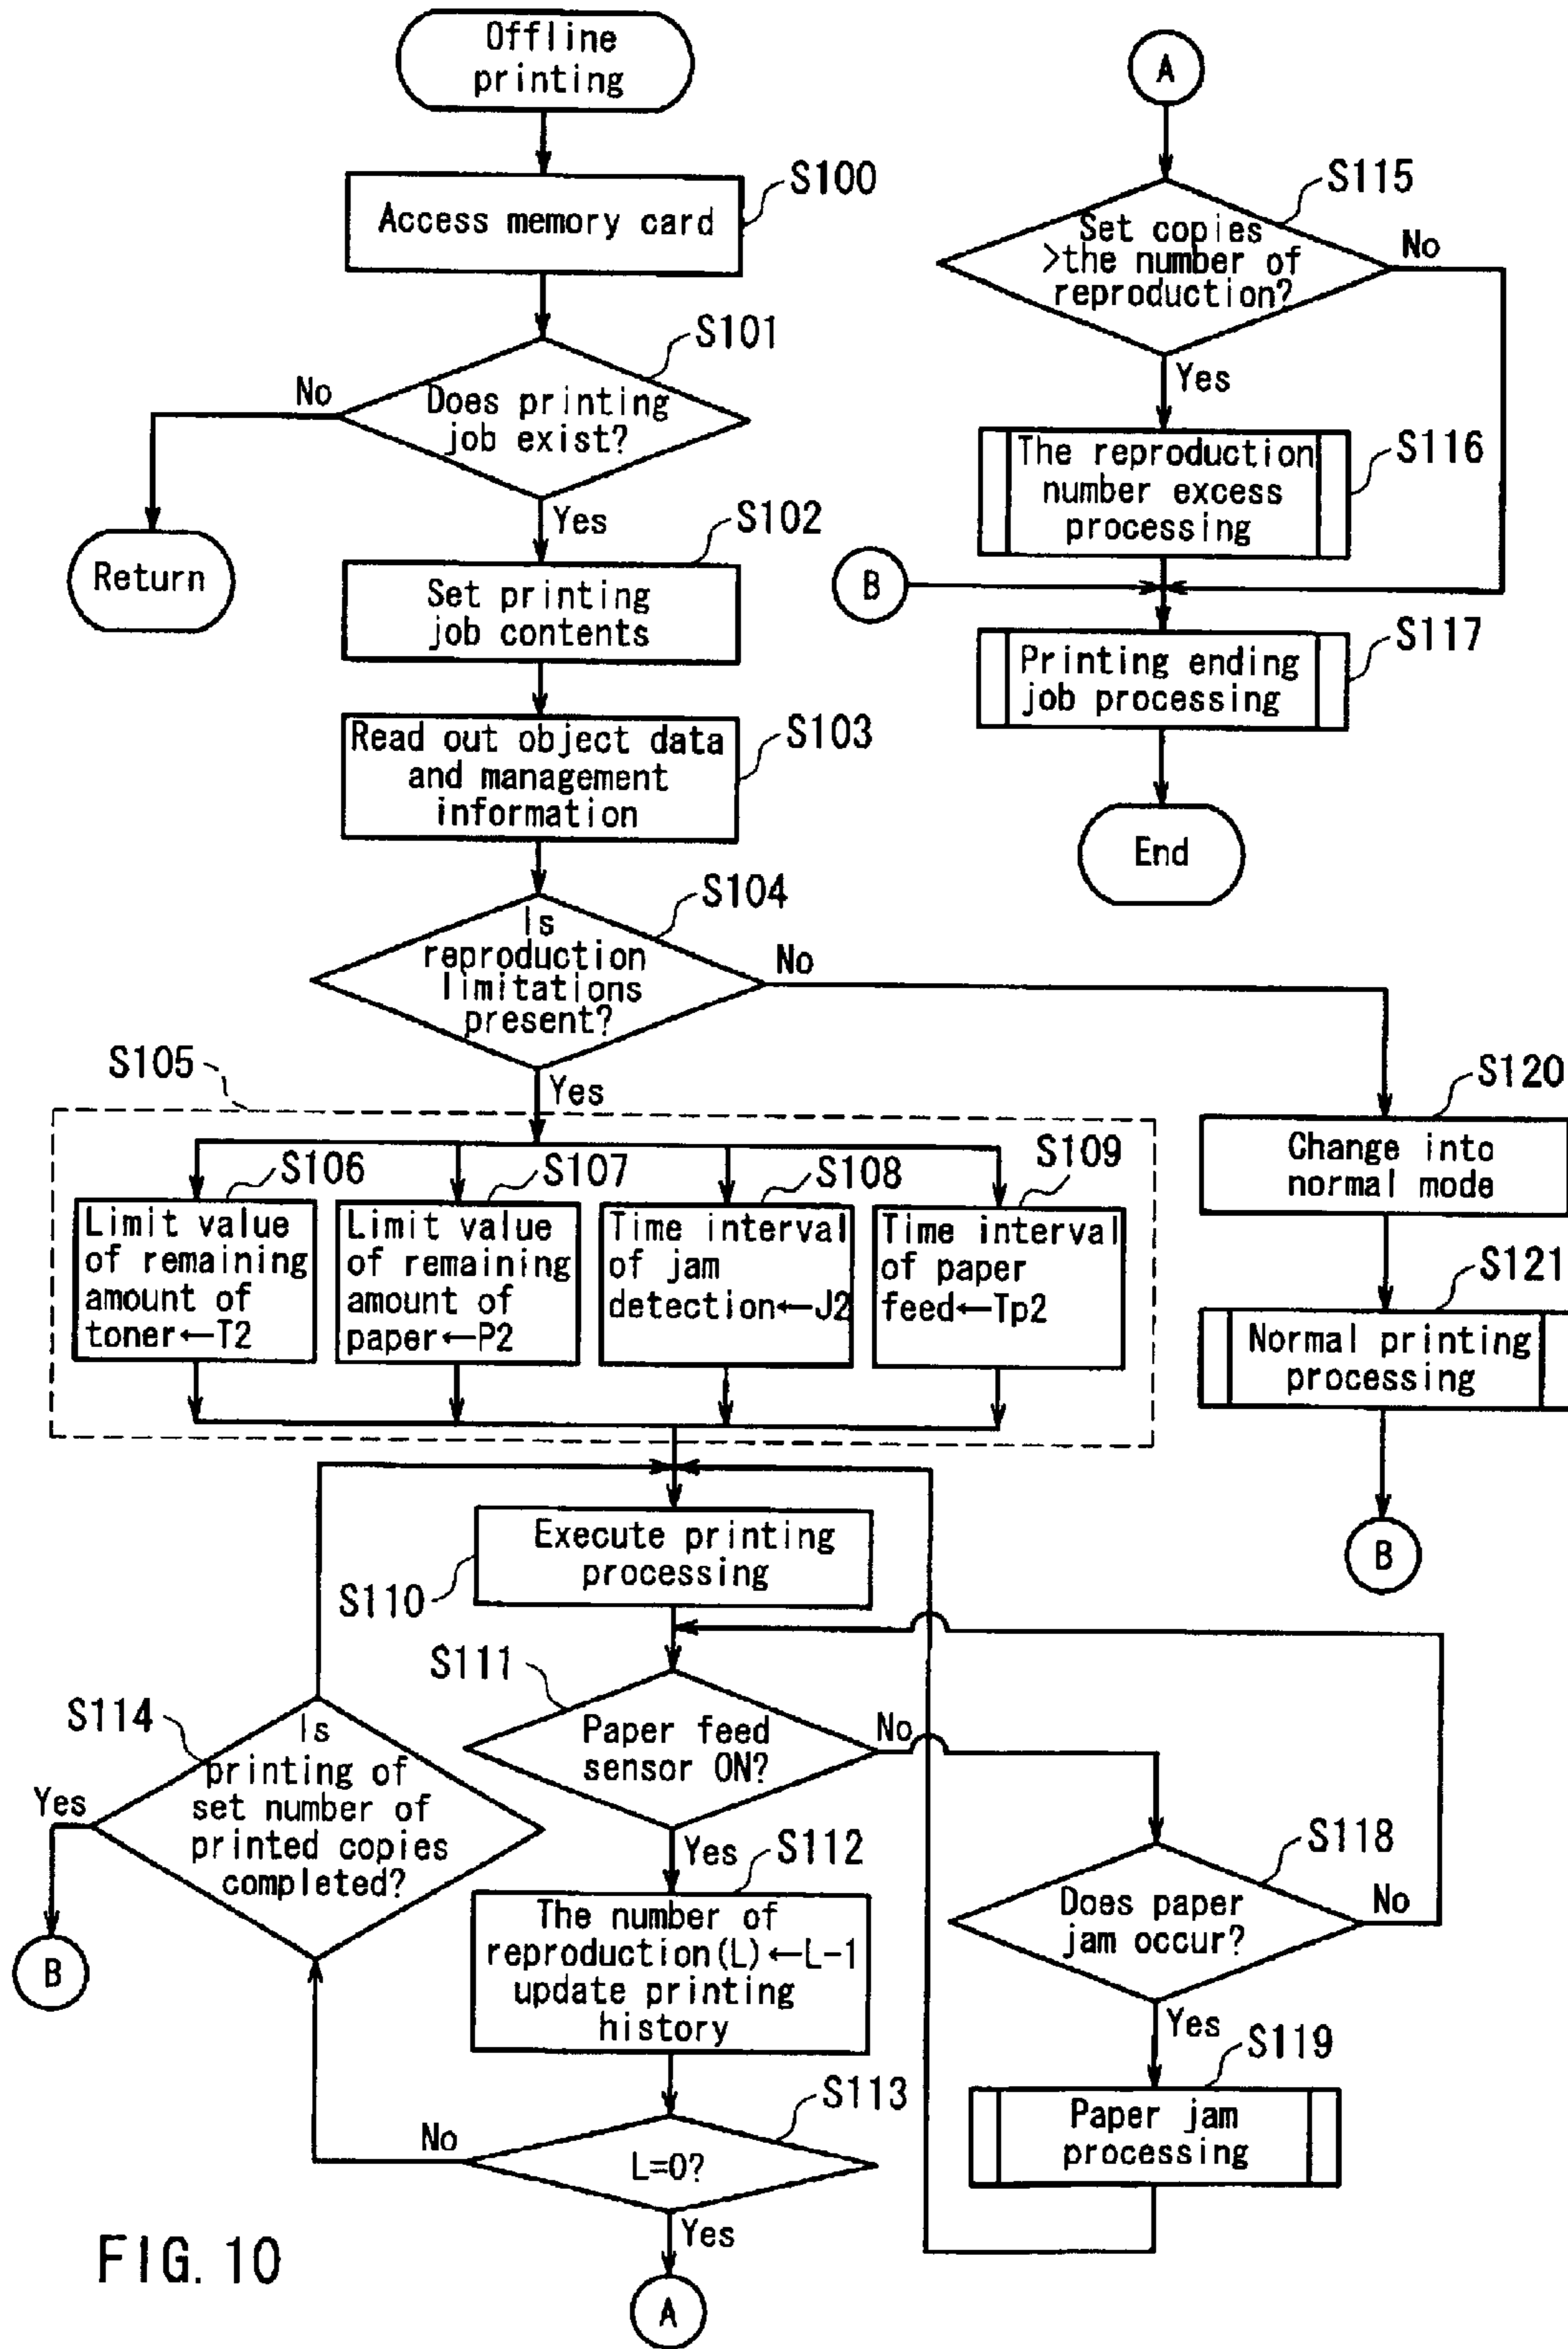 Offline
printing
S100
Access memory card
S101
Does printing
job exist?
No
Yes
Return
S102
Set printing
job contents
S103
Read out object data
and management
information
S104
Is
reproduction
limitations
present?
No
Yes
S105
S106
Limit value
of remaining
amount of
toner←T2
S107
Limit value
of remaining
amount of
paper←P2
S108
Time interval
of jam
detection←J2
S109
Time interval
of paper
feed←Tp2
S110
Execute printing
processing
S111
Paper feed
sensor ON?
No
Yes
S112
The number of
reproduction(L)←L-1
update printing
history
S113
L=0?
No
Yes
A
S114
Is
printing of
set number of
printed copies
completed?
Yes
B
A
S115
Set copies
>the number of
reproduction?
No
Yes
S116
The reproduction
number excess
processing
B
S117
Printing ending
job processing
End
S120
Change into
normal mode
S121
Normal printing
processing
B
S118
Does paper
jam occur?
No
Yes
S119
Paper jam
processing
FIG. 10